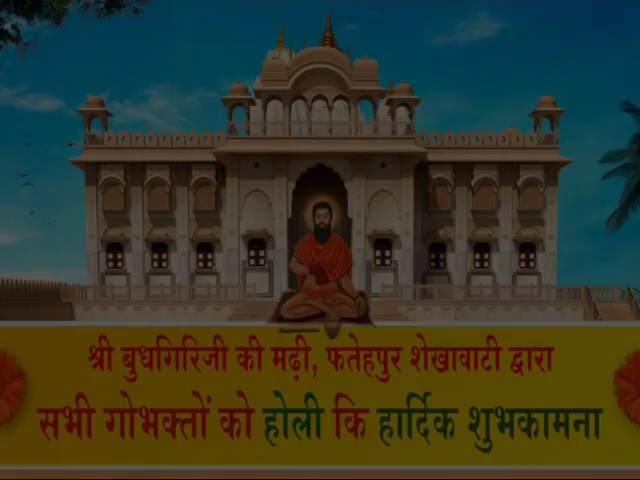 श्री बुधगिरिजी की मढ़ी, फतेहपुर शेखावाटी द्वारा
सभी गोभक्तों को होली कि हार्दिक शुभकामना